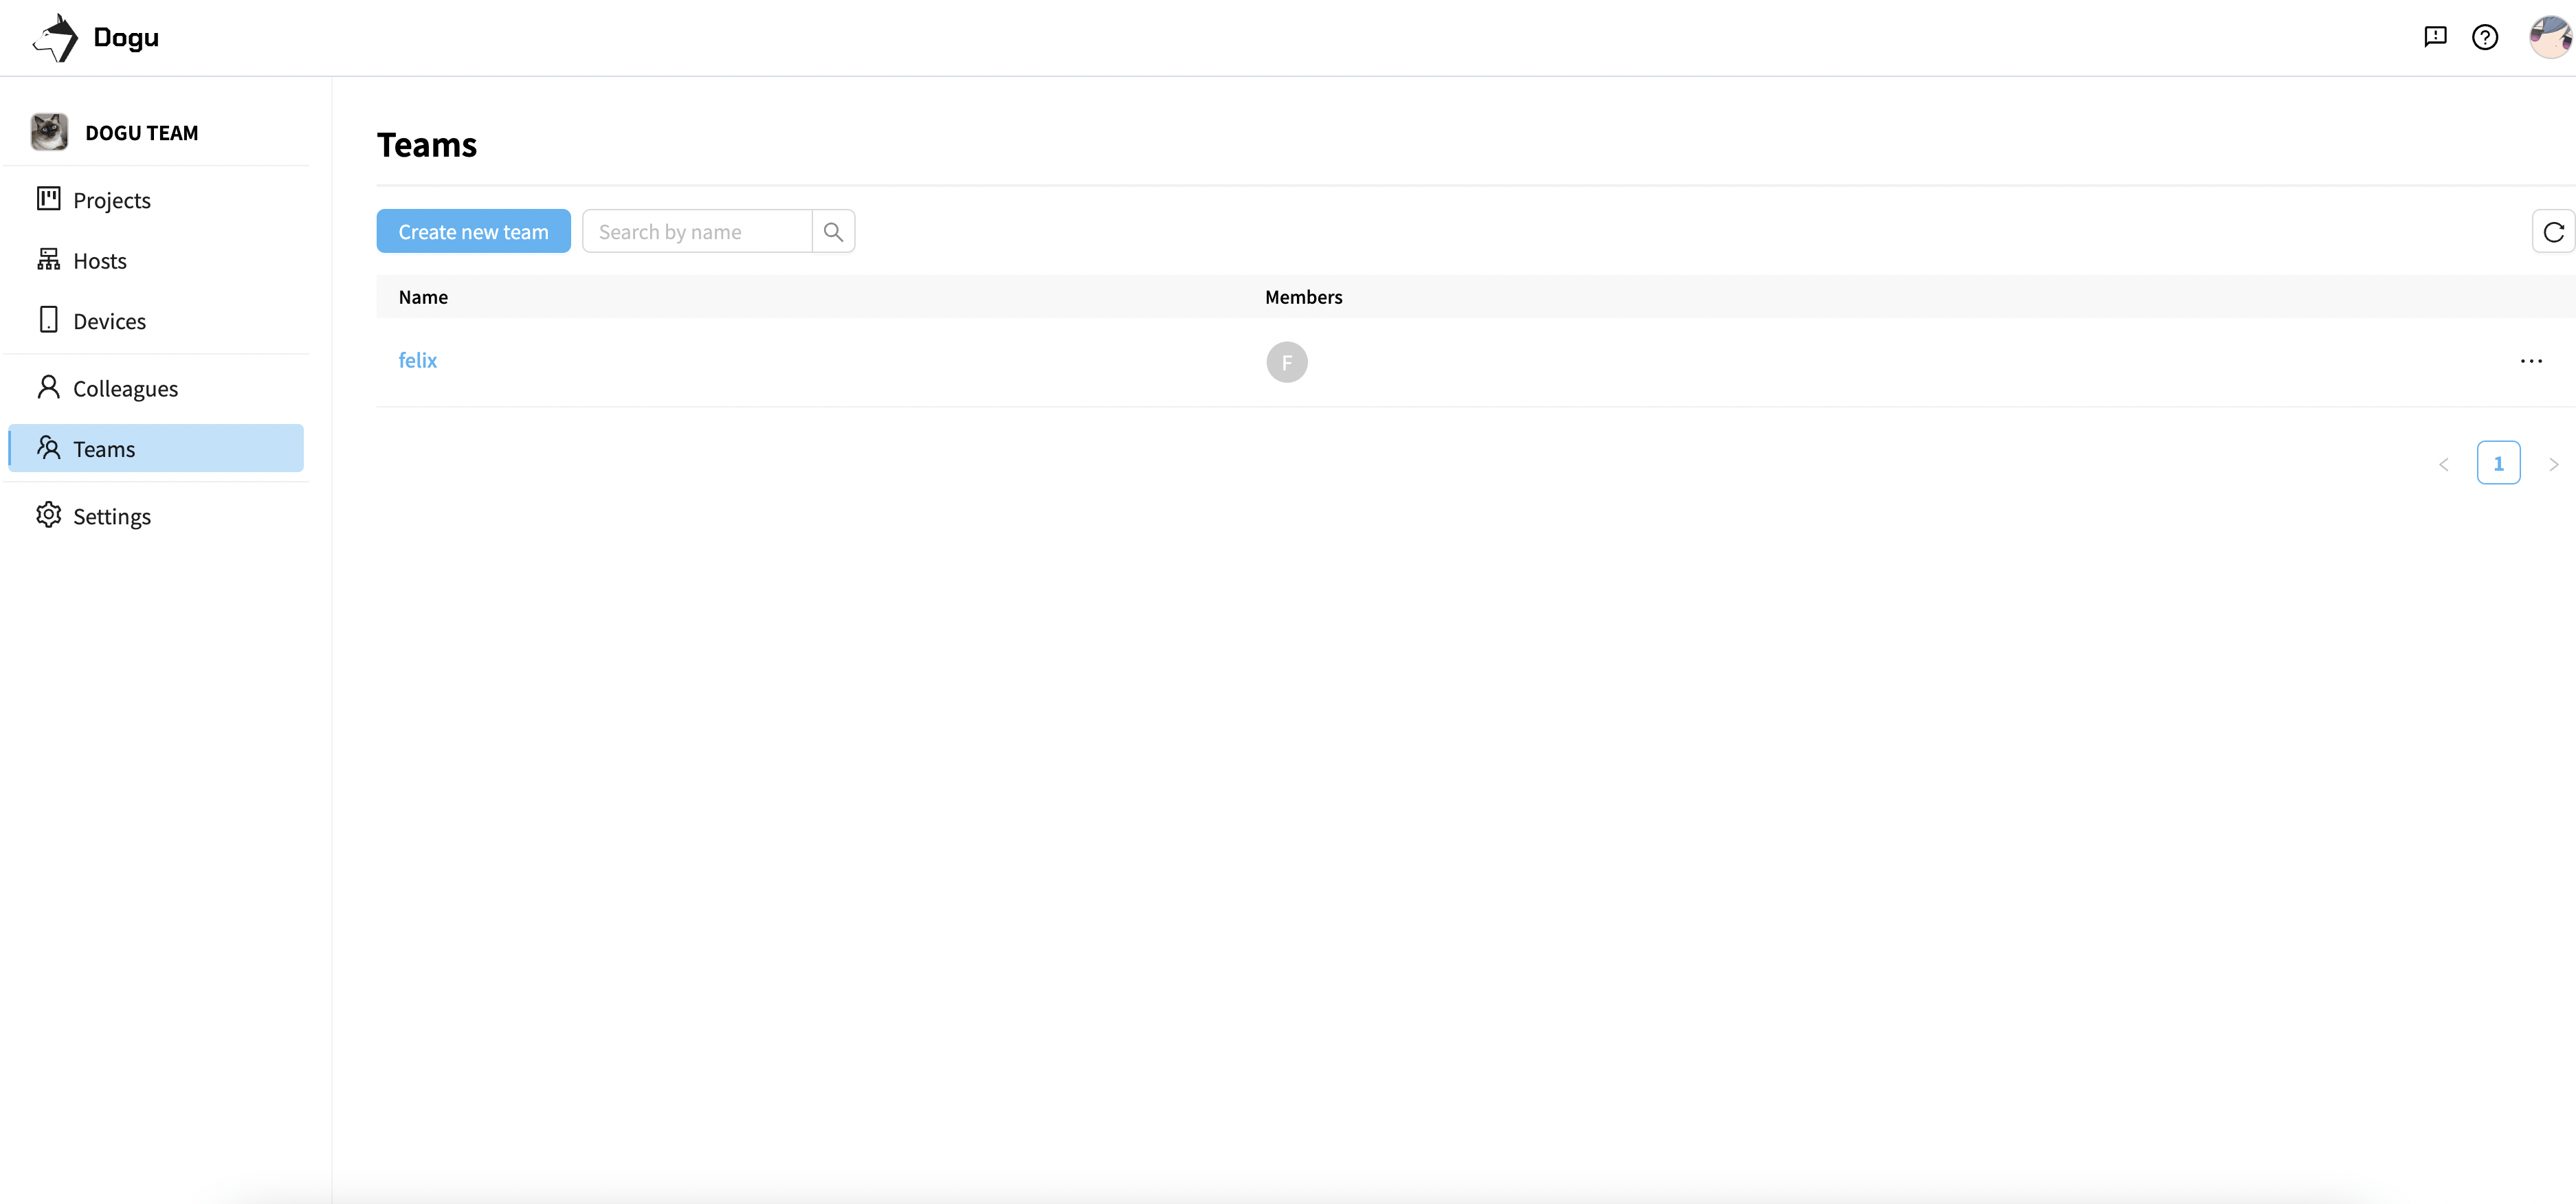 Dogu
DOGU TEAM
Projects
Hosts
Devices
Colleagues
Teams
Settings
Teams
Create new team
Search by name
Name
Members
felix
F
1